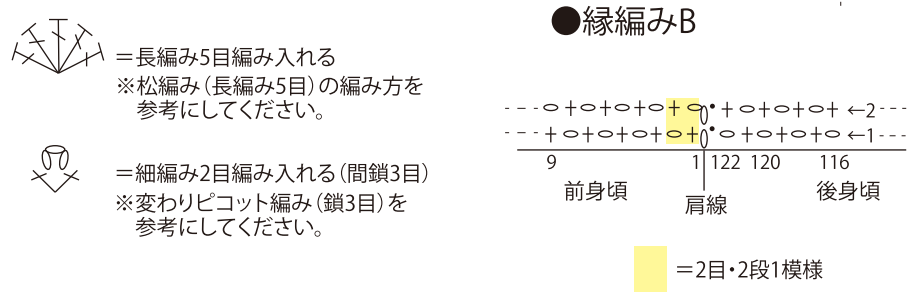 ●縁編みB
＝長編み5目編み入れる
※松編み（長編み5目）の編み方を
参考にしてください。
＝細編み2目編み入れる（間鎖3目）
※変わりピコット編み（鎖3目）を
参考にしてください。
←2
←1
9 1 122 120 116
前身頃 肩線 後身頃
＝2目・2段1模様